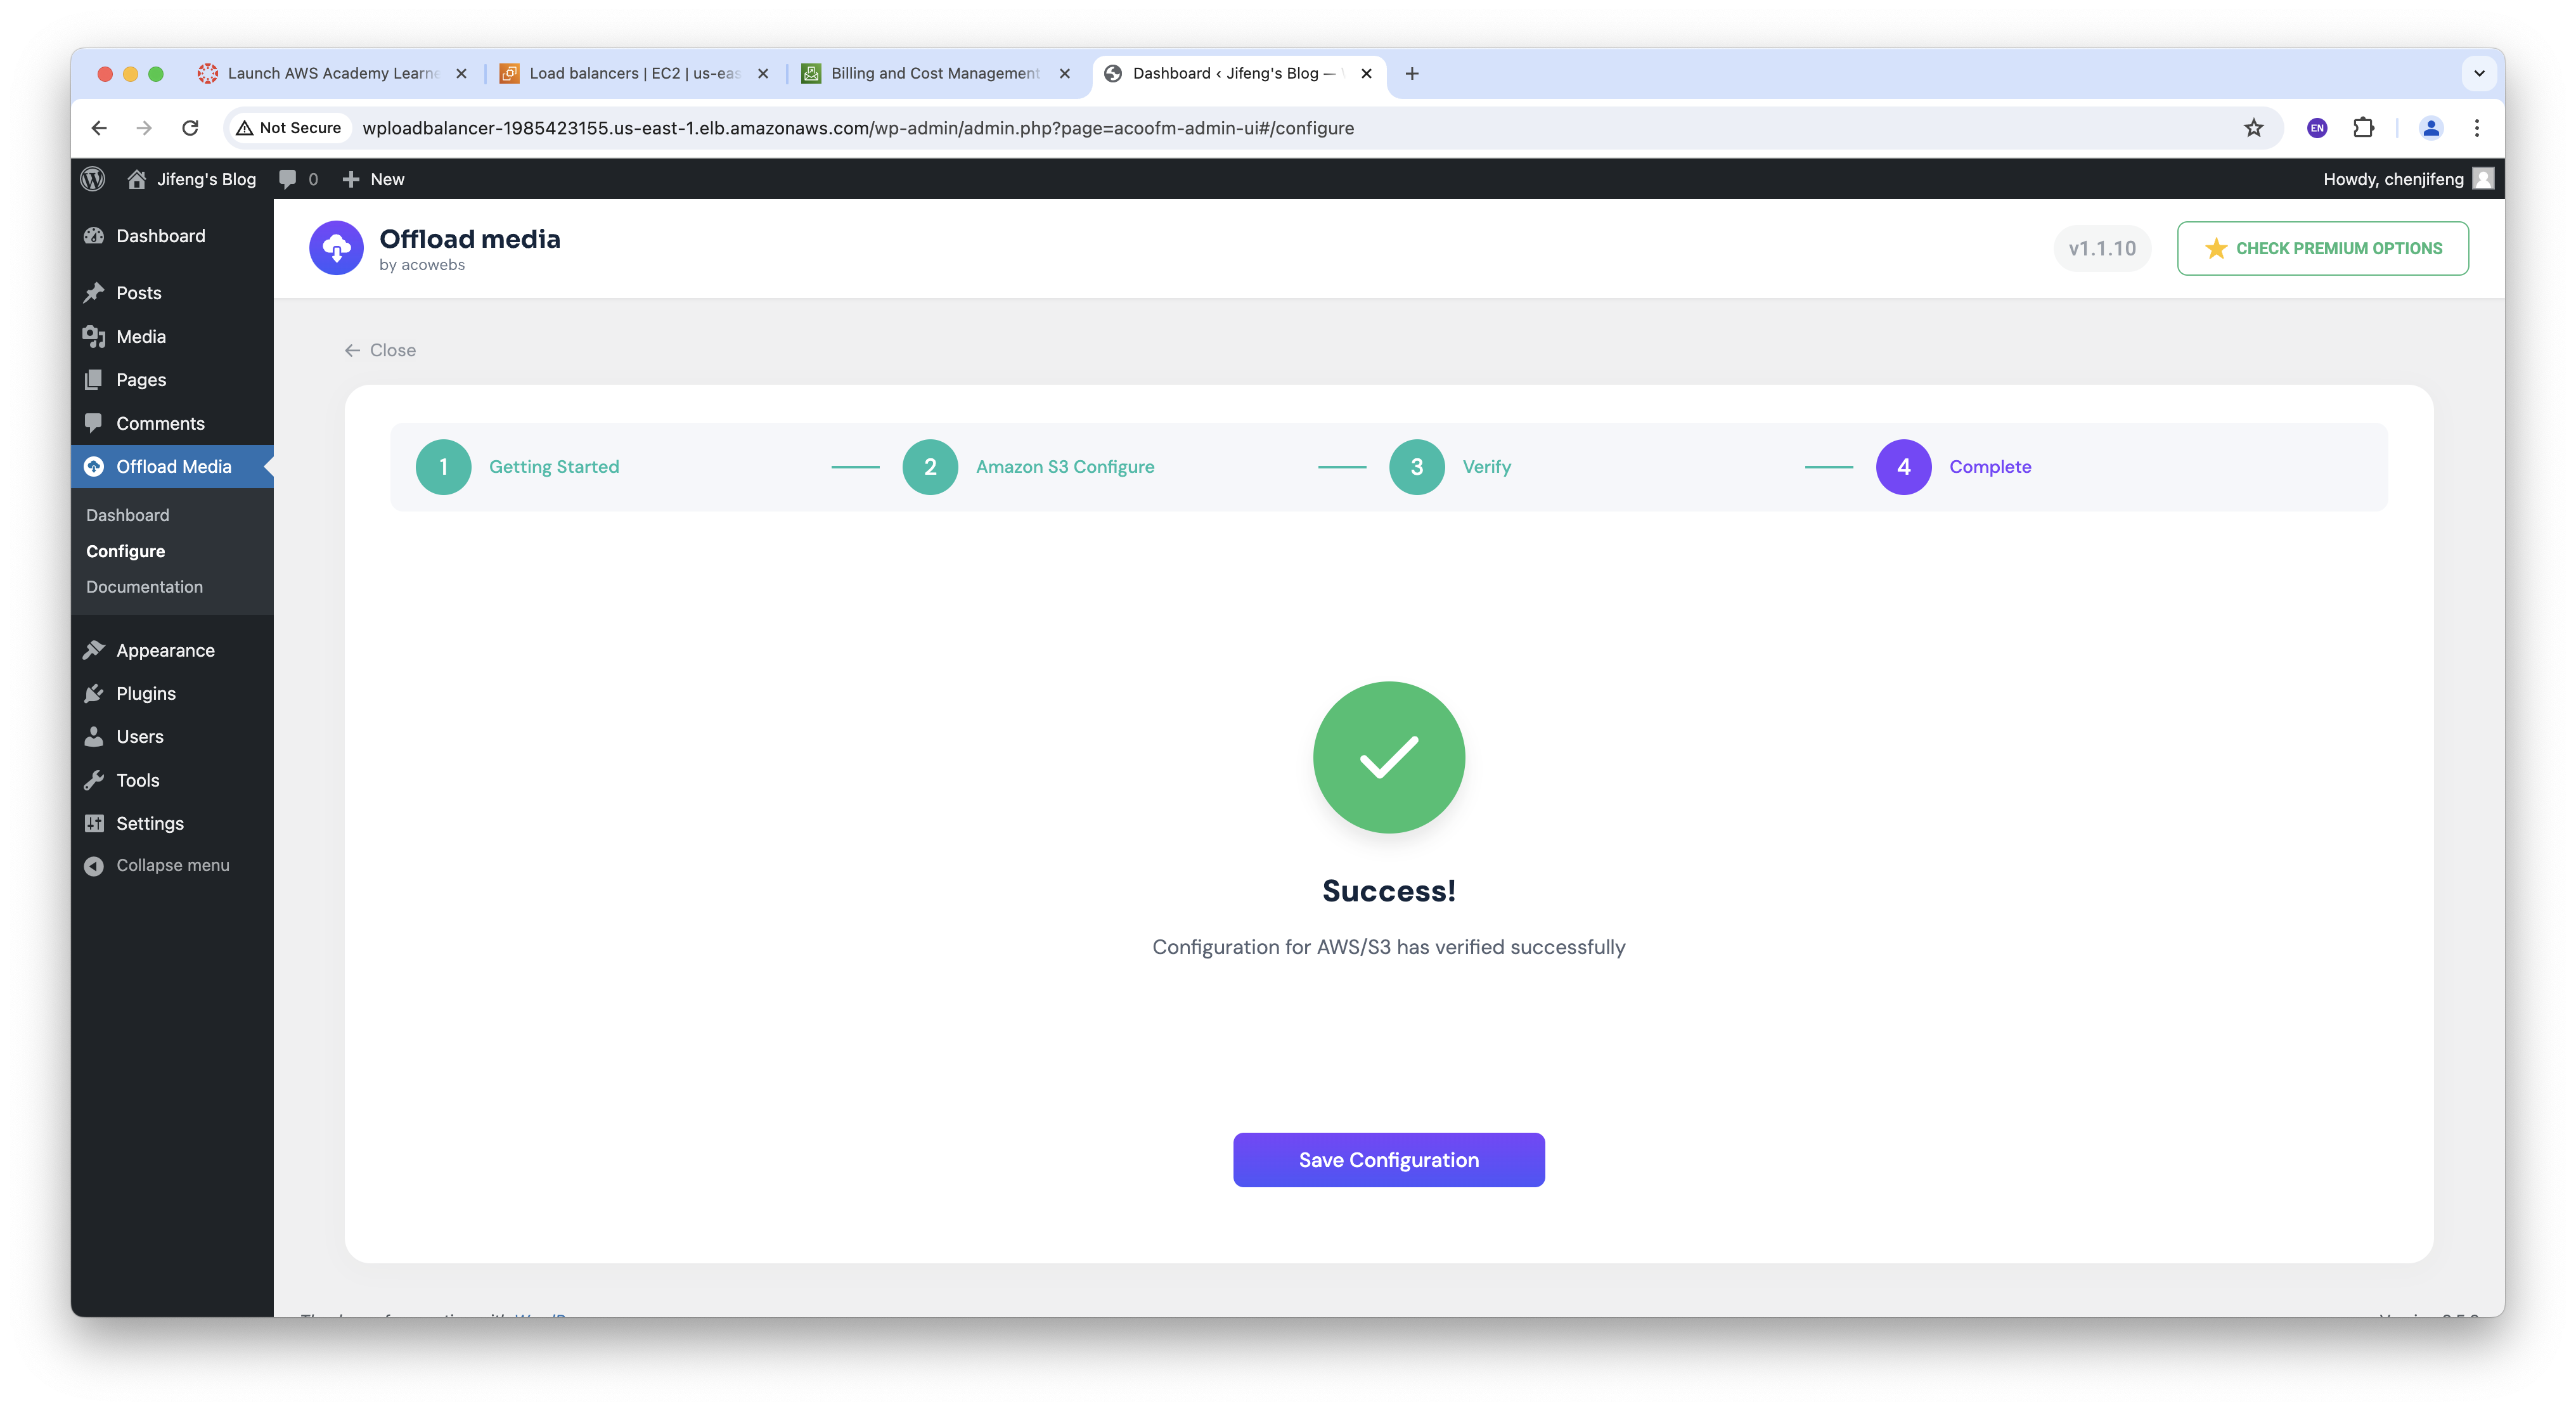 Launch AWS Academy Learne
Load balancers | EC2 | us-eas
Billing and Cost Management
Dashboard ‹ Jifeng's Blog —
Not Secure
wploadbalancer-1985423155.us-east-1.elb.amazonaws.com/wp-admin/admin.php?page=acoofm-admin-ui#/configure
EN
Jifeng's Blog
0
New
Howdy, chenjifeng
Dashboard
Posts
Media
Pages
Comments
Offload Media
Dashboard
Configure
Documentation
Appearance
Plugins
Users
Tools
Settings
Collapse menu
Offload media
by acowebs
v1.1.10
CHECK PREMIUM OPTIONS
Close
1 Getting Started
2 Amazon S3 Configure
3 Verify
4 Complete
Success!
Configuration for AWS/S3 has verified successfully
Save Configuration